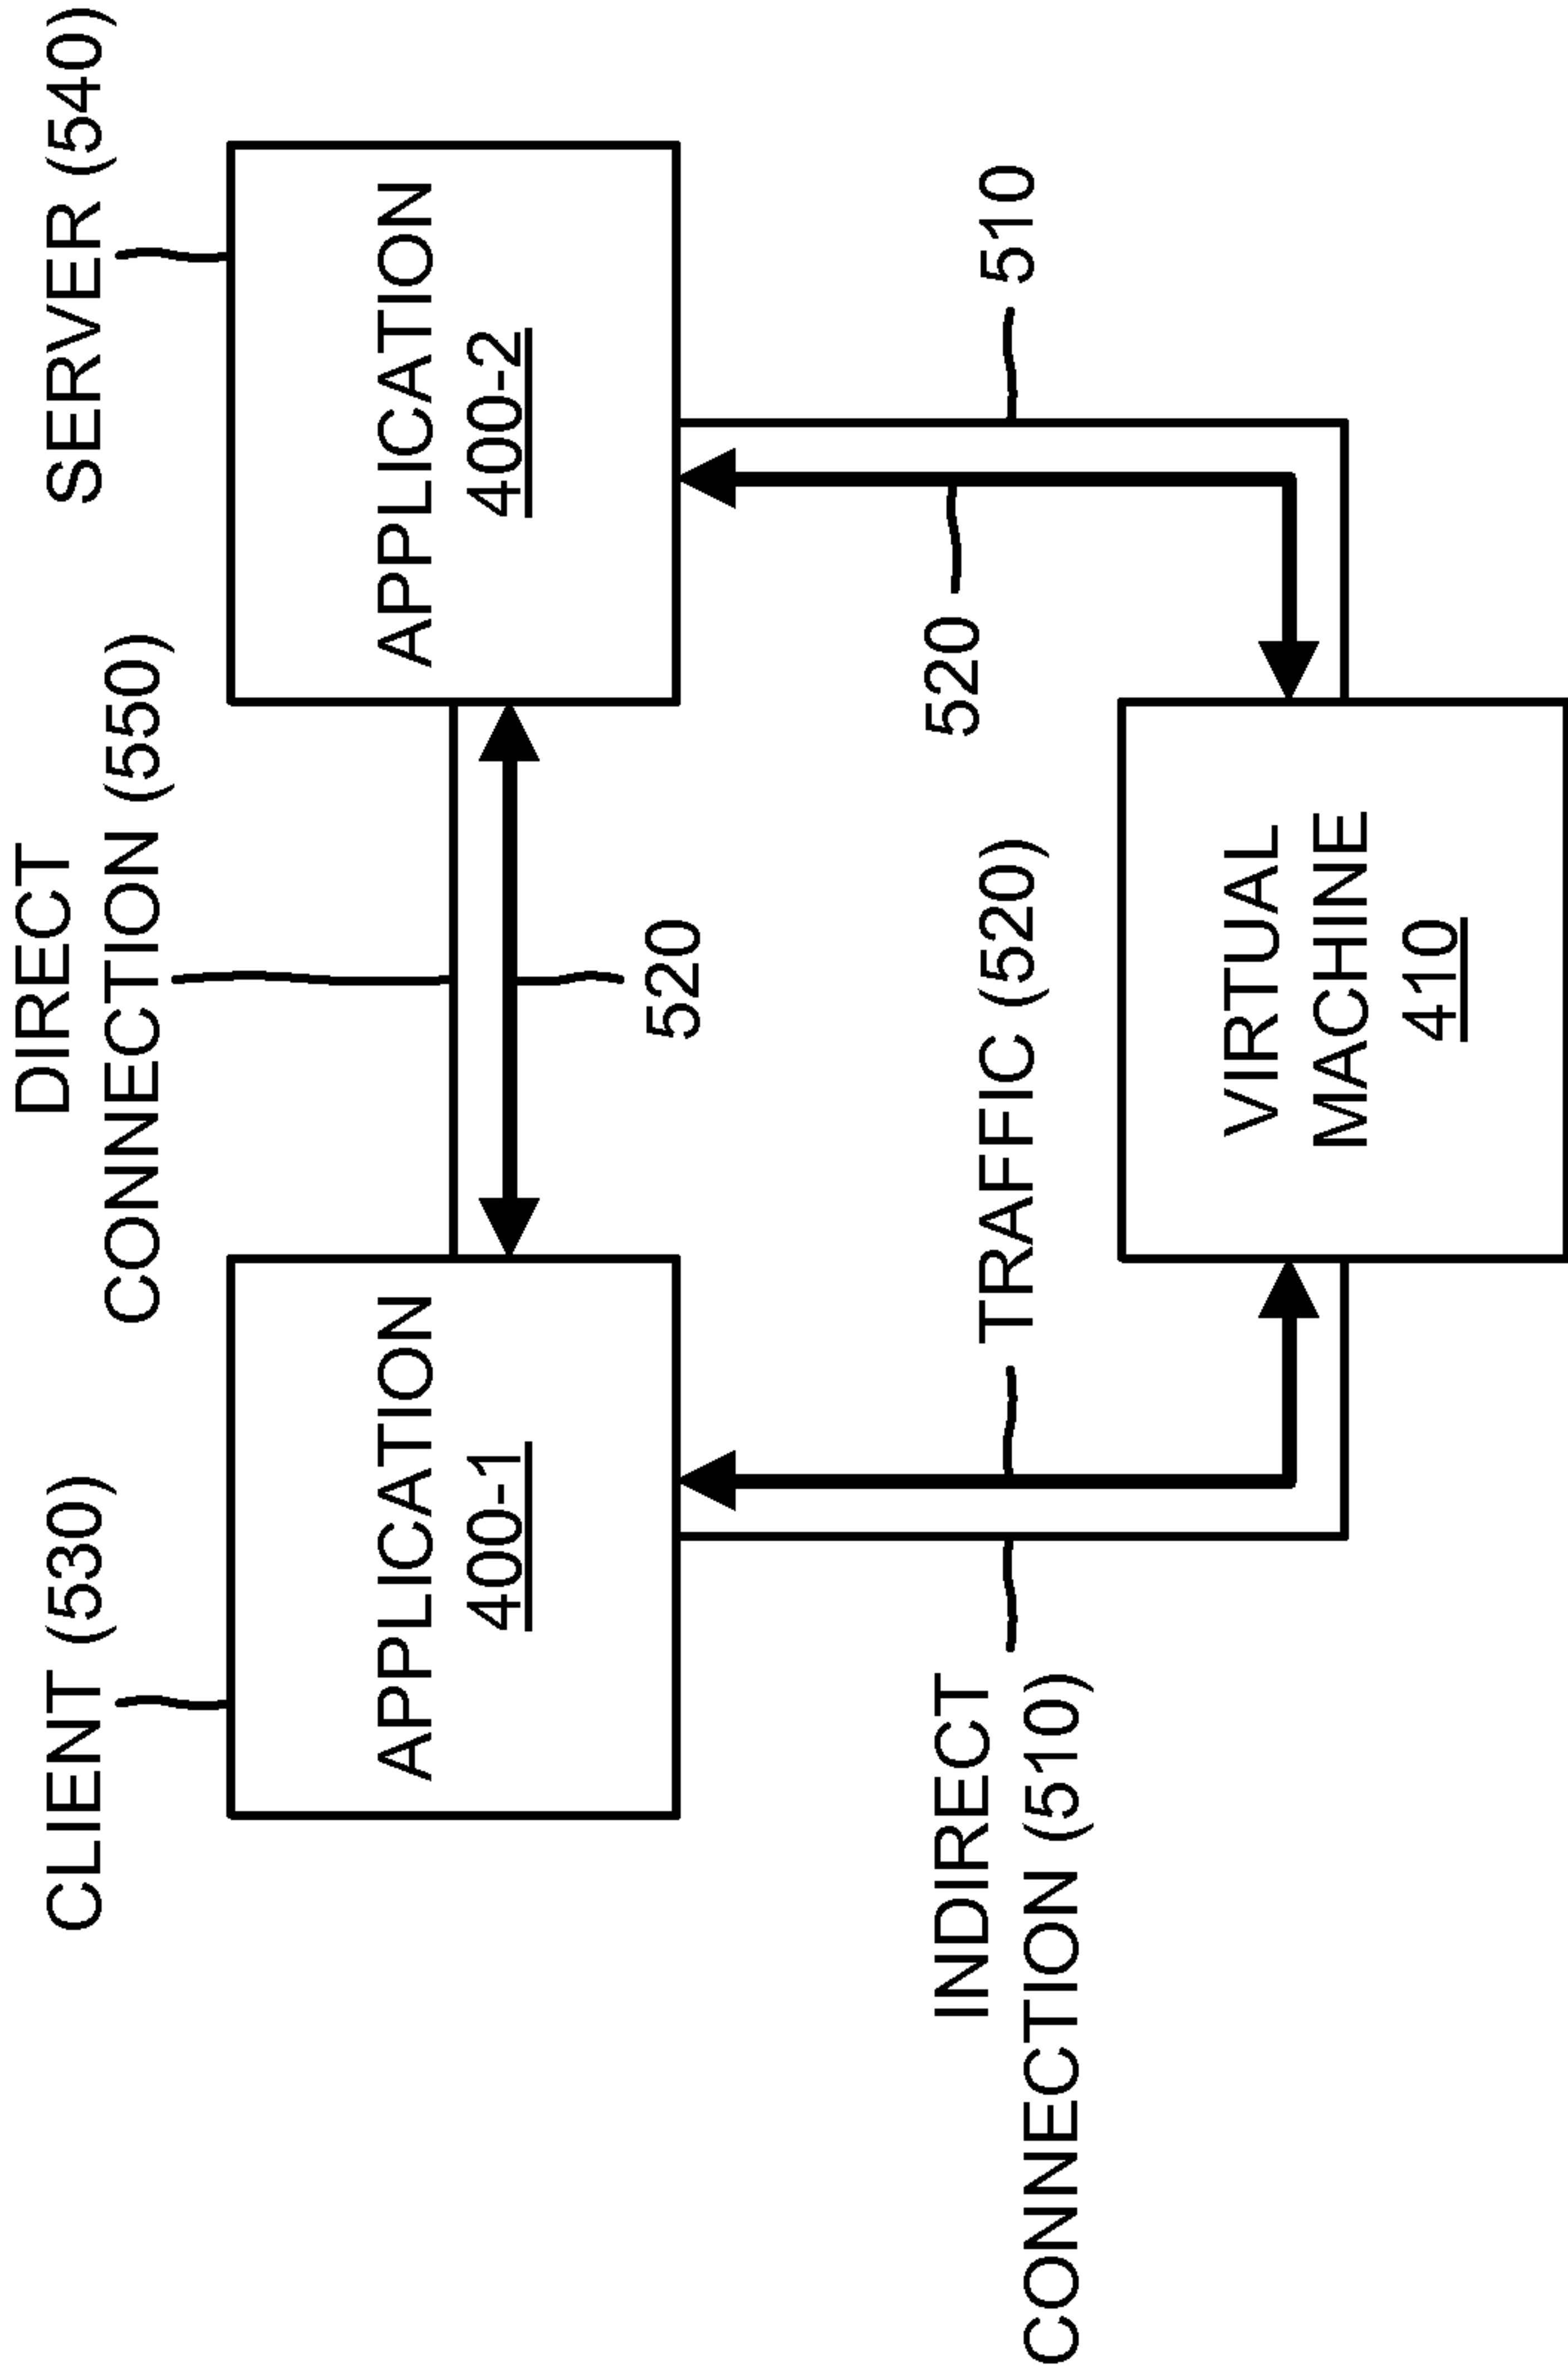 DIRECT
CONNECTION (550)
CLIENT (530)
SERVER (540)
APPLICATION
400-1
APPLICATION
400-2
520
INDIRECT
CONNECTION (510)
TRAFFIC (520)
520
510
VIRTUAL
MACHINE
410